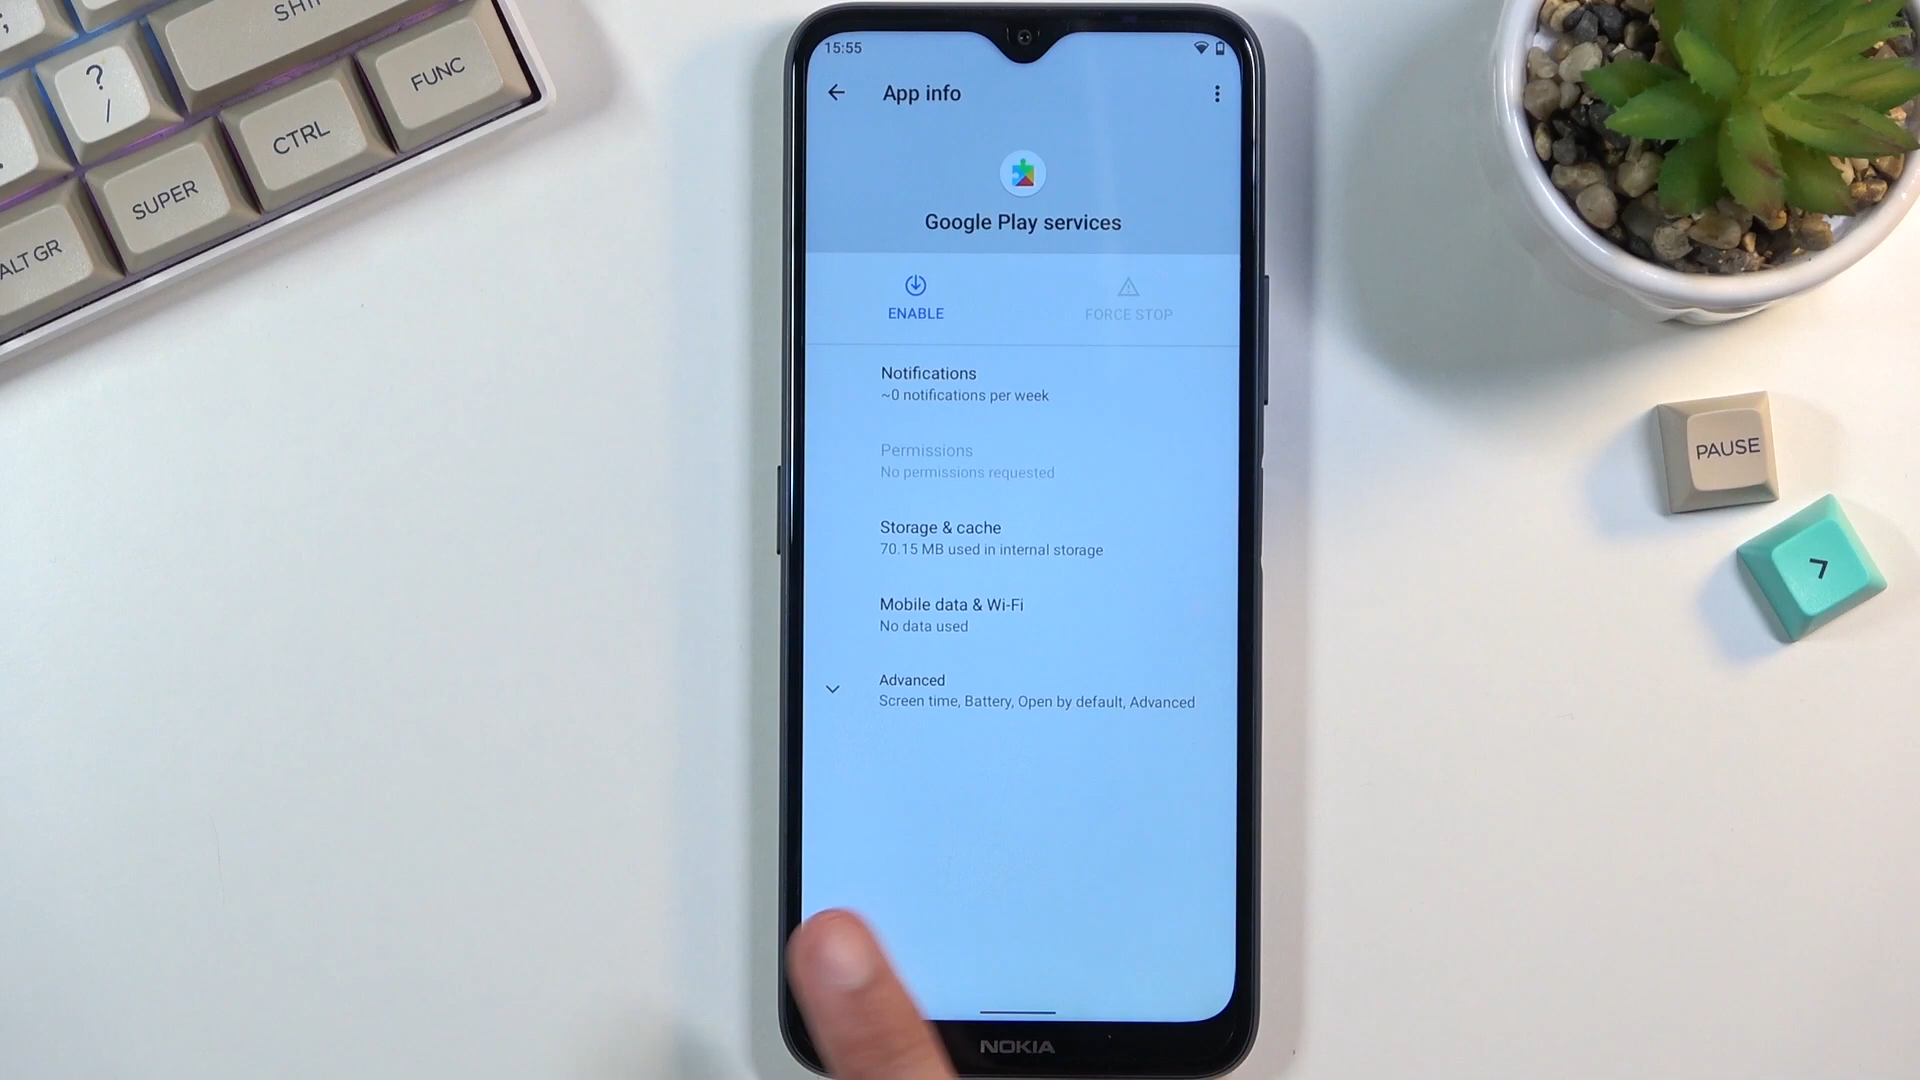 SHI
?
/
FUNC
CTRL
SUPER
ALT GR
15:55
App info
Google Play services
ENABLE
FORCE STOP
Notifications
~0 notifications per week
Permissions
No permissions requested
Storage & cache
70.15 MB used in internal storage
Mobile data & Wi-Fi
No data used
Advanced
Screen time, Battery, Open by default, Advanced
NOKIA
PAUSE